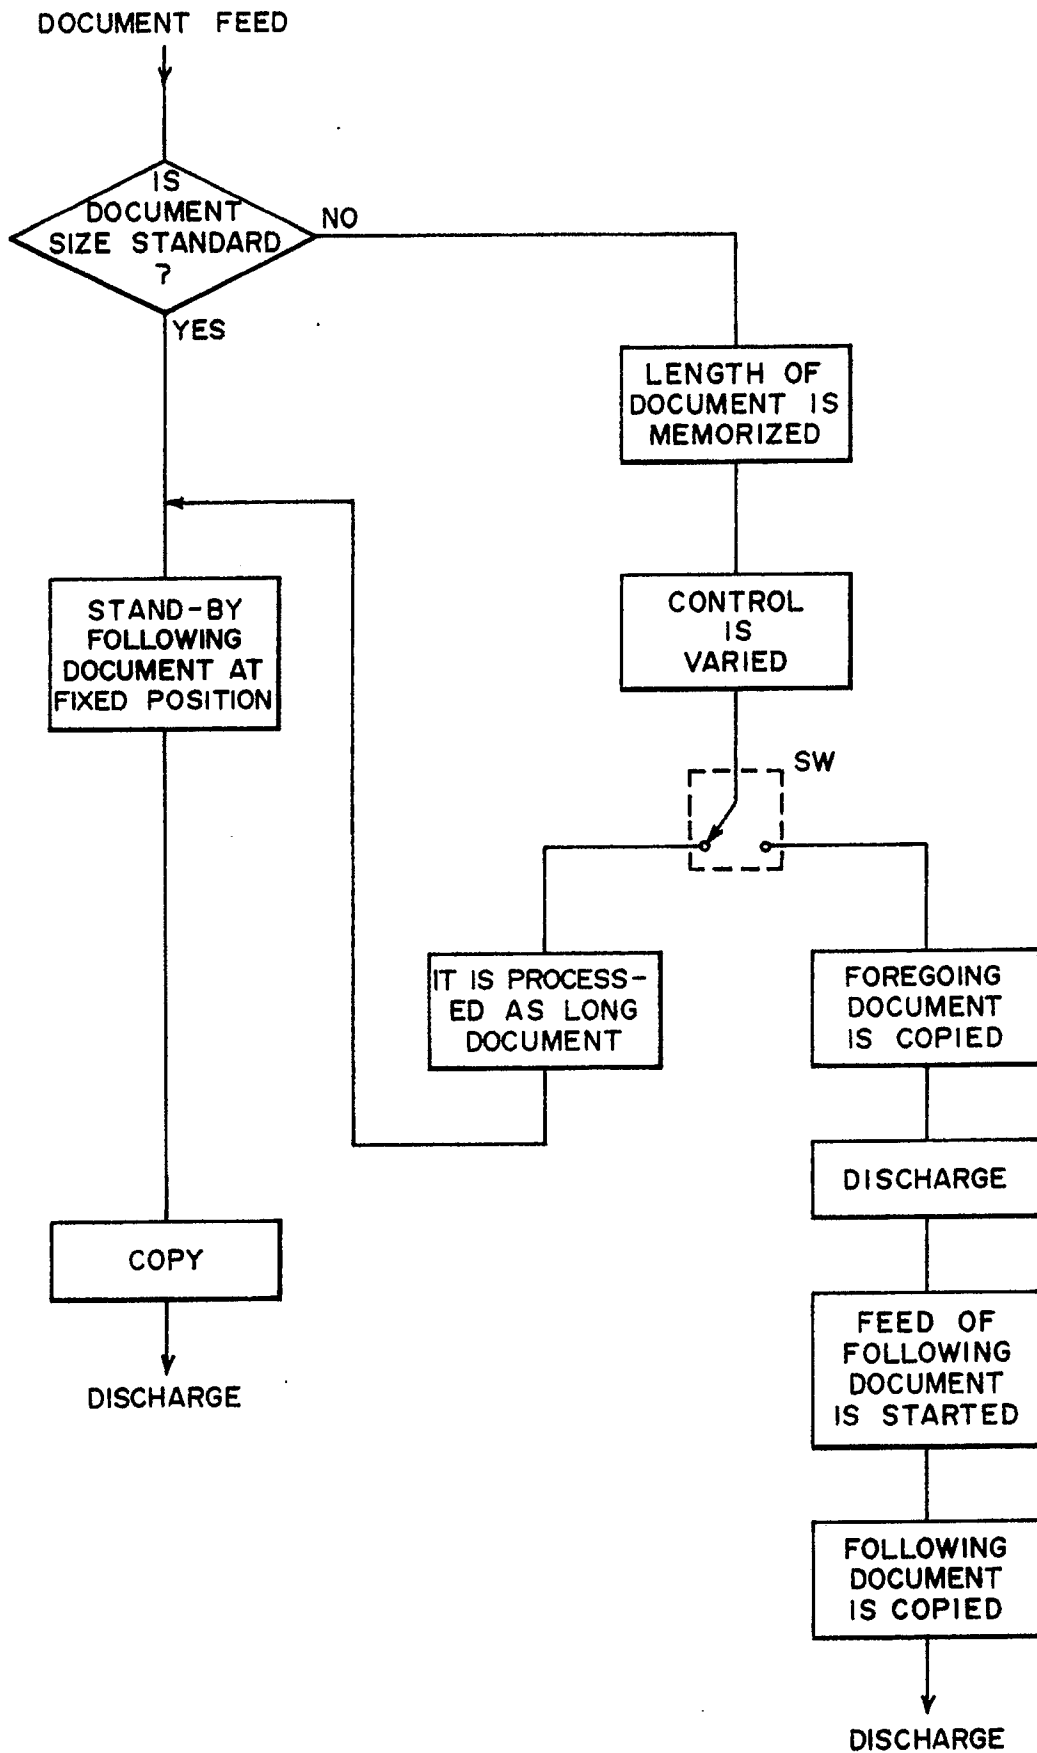 DOCUMENT FEED
IS
DOCUMENT
SIZE STANDARD
?
NO
YES
LENGTH OF
DOCUMENT IS
MEMORIZED
CONTROL
IS
VARIED
STAND-BY
FOLLOWING
DOCUMENT AT
FIXED POSITION
SW
IT IS PROCESS-
ED AS LONG
DOCUMENT
FOREGOING
DOCUMENT
IS COPIED
DISCHARGE
COPY
DISCHARGE
FEED OF
FOLLOWING
DOCUMENT
IS STARTED
FOLLOWING
DOCUMENT
IS COPIED
DISCHARGE